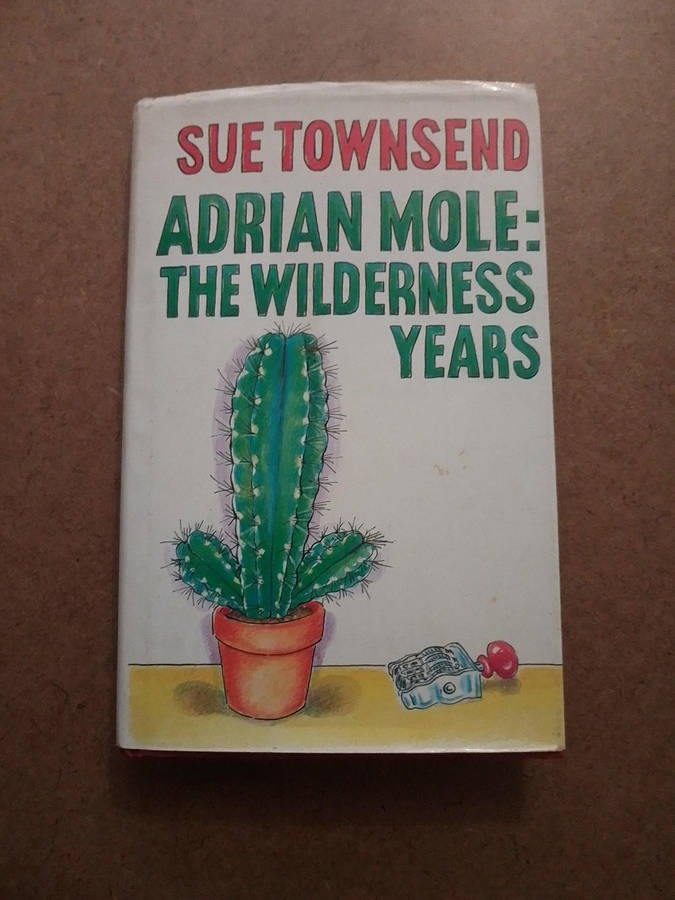 SUE TOWNSEND
ADRIAN MOLE:
THE WILDERNESS
YEARS